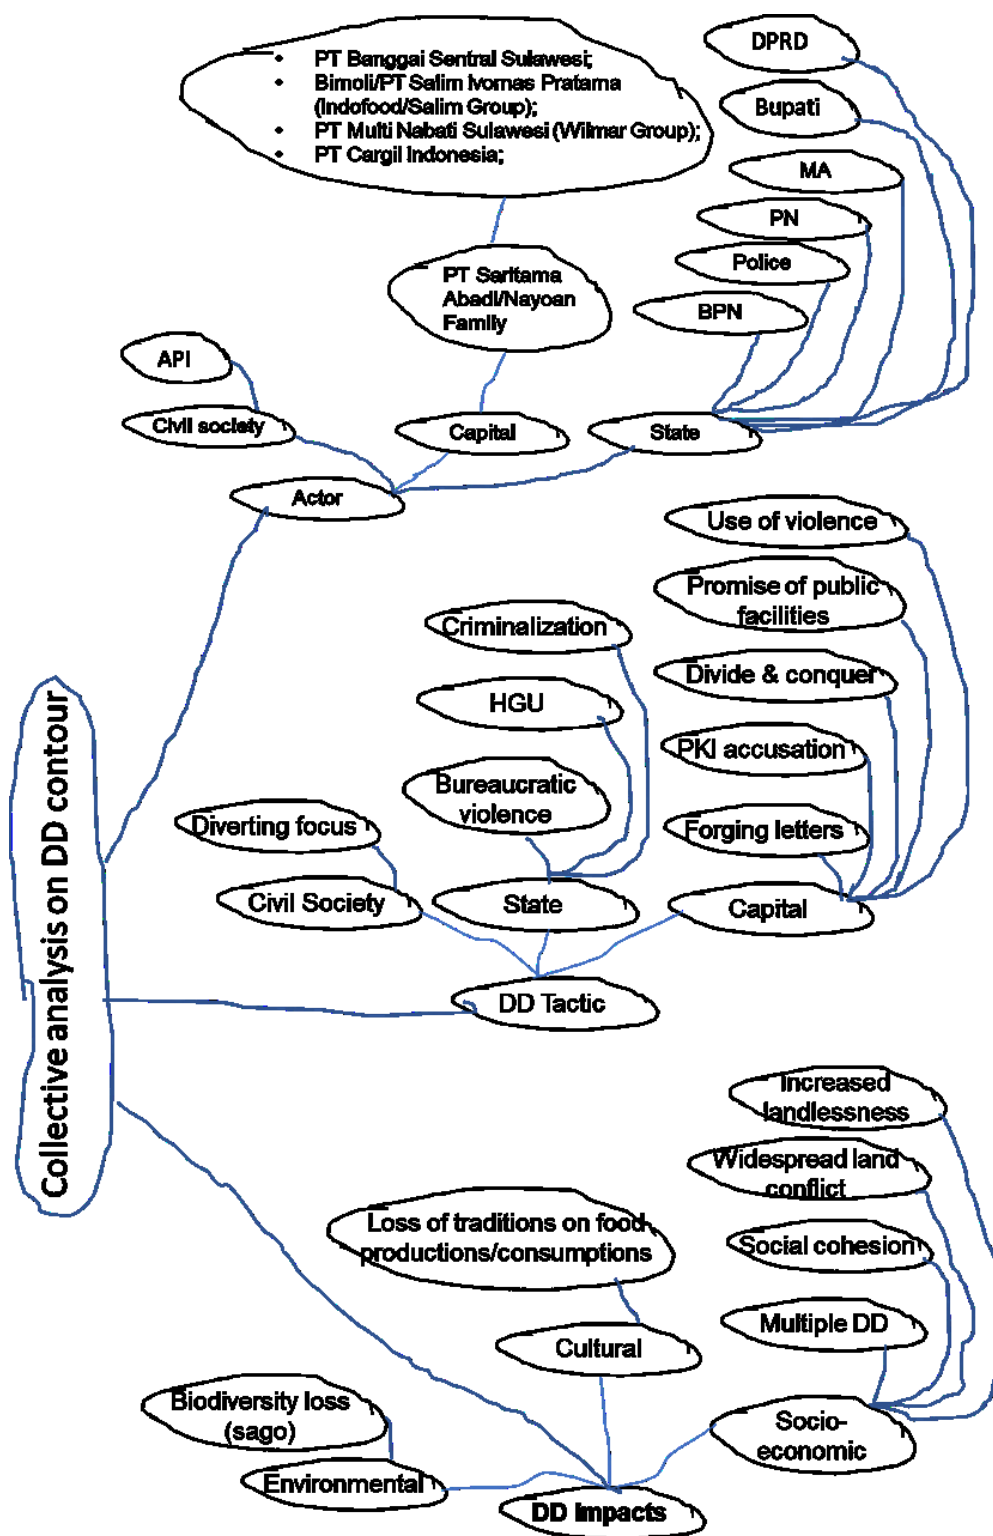 DPRD
• PT Banggai Sentral Sulawesi;
• Bimoli/PT Salim Ivomas Pratama
(Indofood/Salim Group);
• PT Multi Nabati Sulawesi (Wilmar Group);
• PT Cargil Indonesia;
Bupati
MA
PN
Police
BPN
PT Saritama
Abadi/Nayoan
Family
API
Civil society
Capital
State
Actor
Use of violence
Promise of public
facilities
Criminalization
Divide & conquer
HGU
PKI accusation
Bureaucratic
violence
Diverting focus
Forging letters
Civil Society
State
Capital
DD Tactic
Collective analysis on DD contour
Increased
landlessness
Widespread land
conflict
Loss of traditions on food
productions/consumptions
Social cohesion
Multiple DD
Cultural
Biodiversity loss
(sago)
Socio-
economic
Environmental
DD Impacts